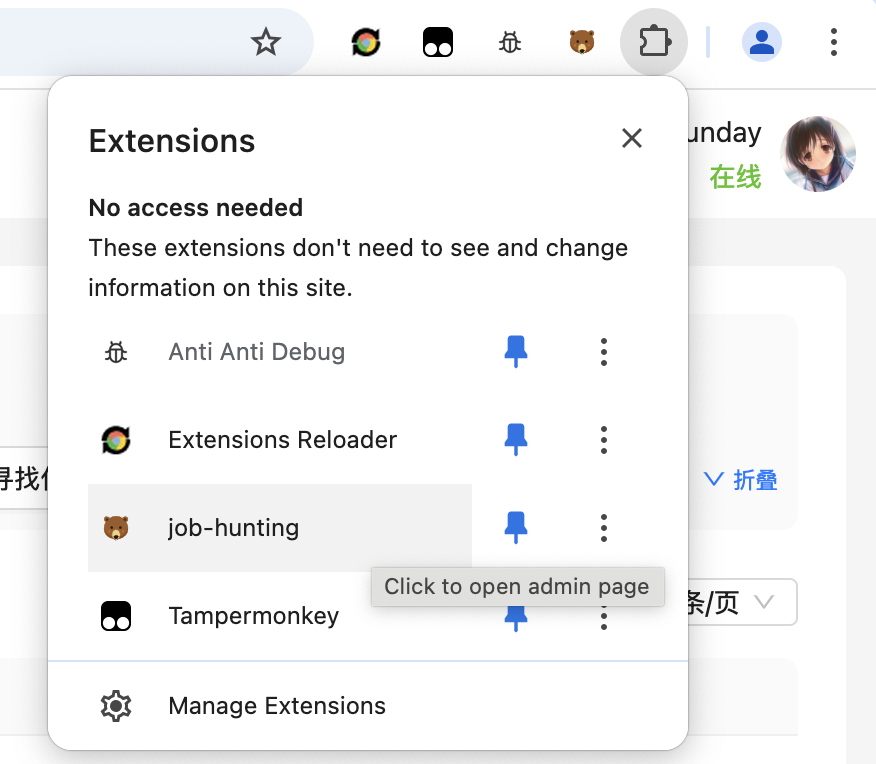 Extensions
unday
在线
No access needed
These extensions don't need to see and change
information on this site.
Anti Anti Debug
Extensions Reloader
寻找
折叠
job-hunting
Click to open admin page
Tampermonkey
条/页
Manage Extensions